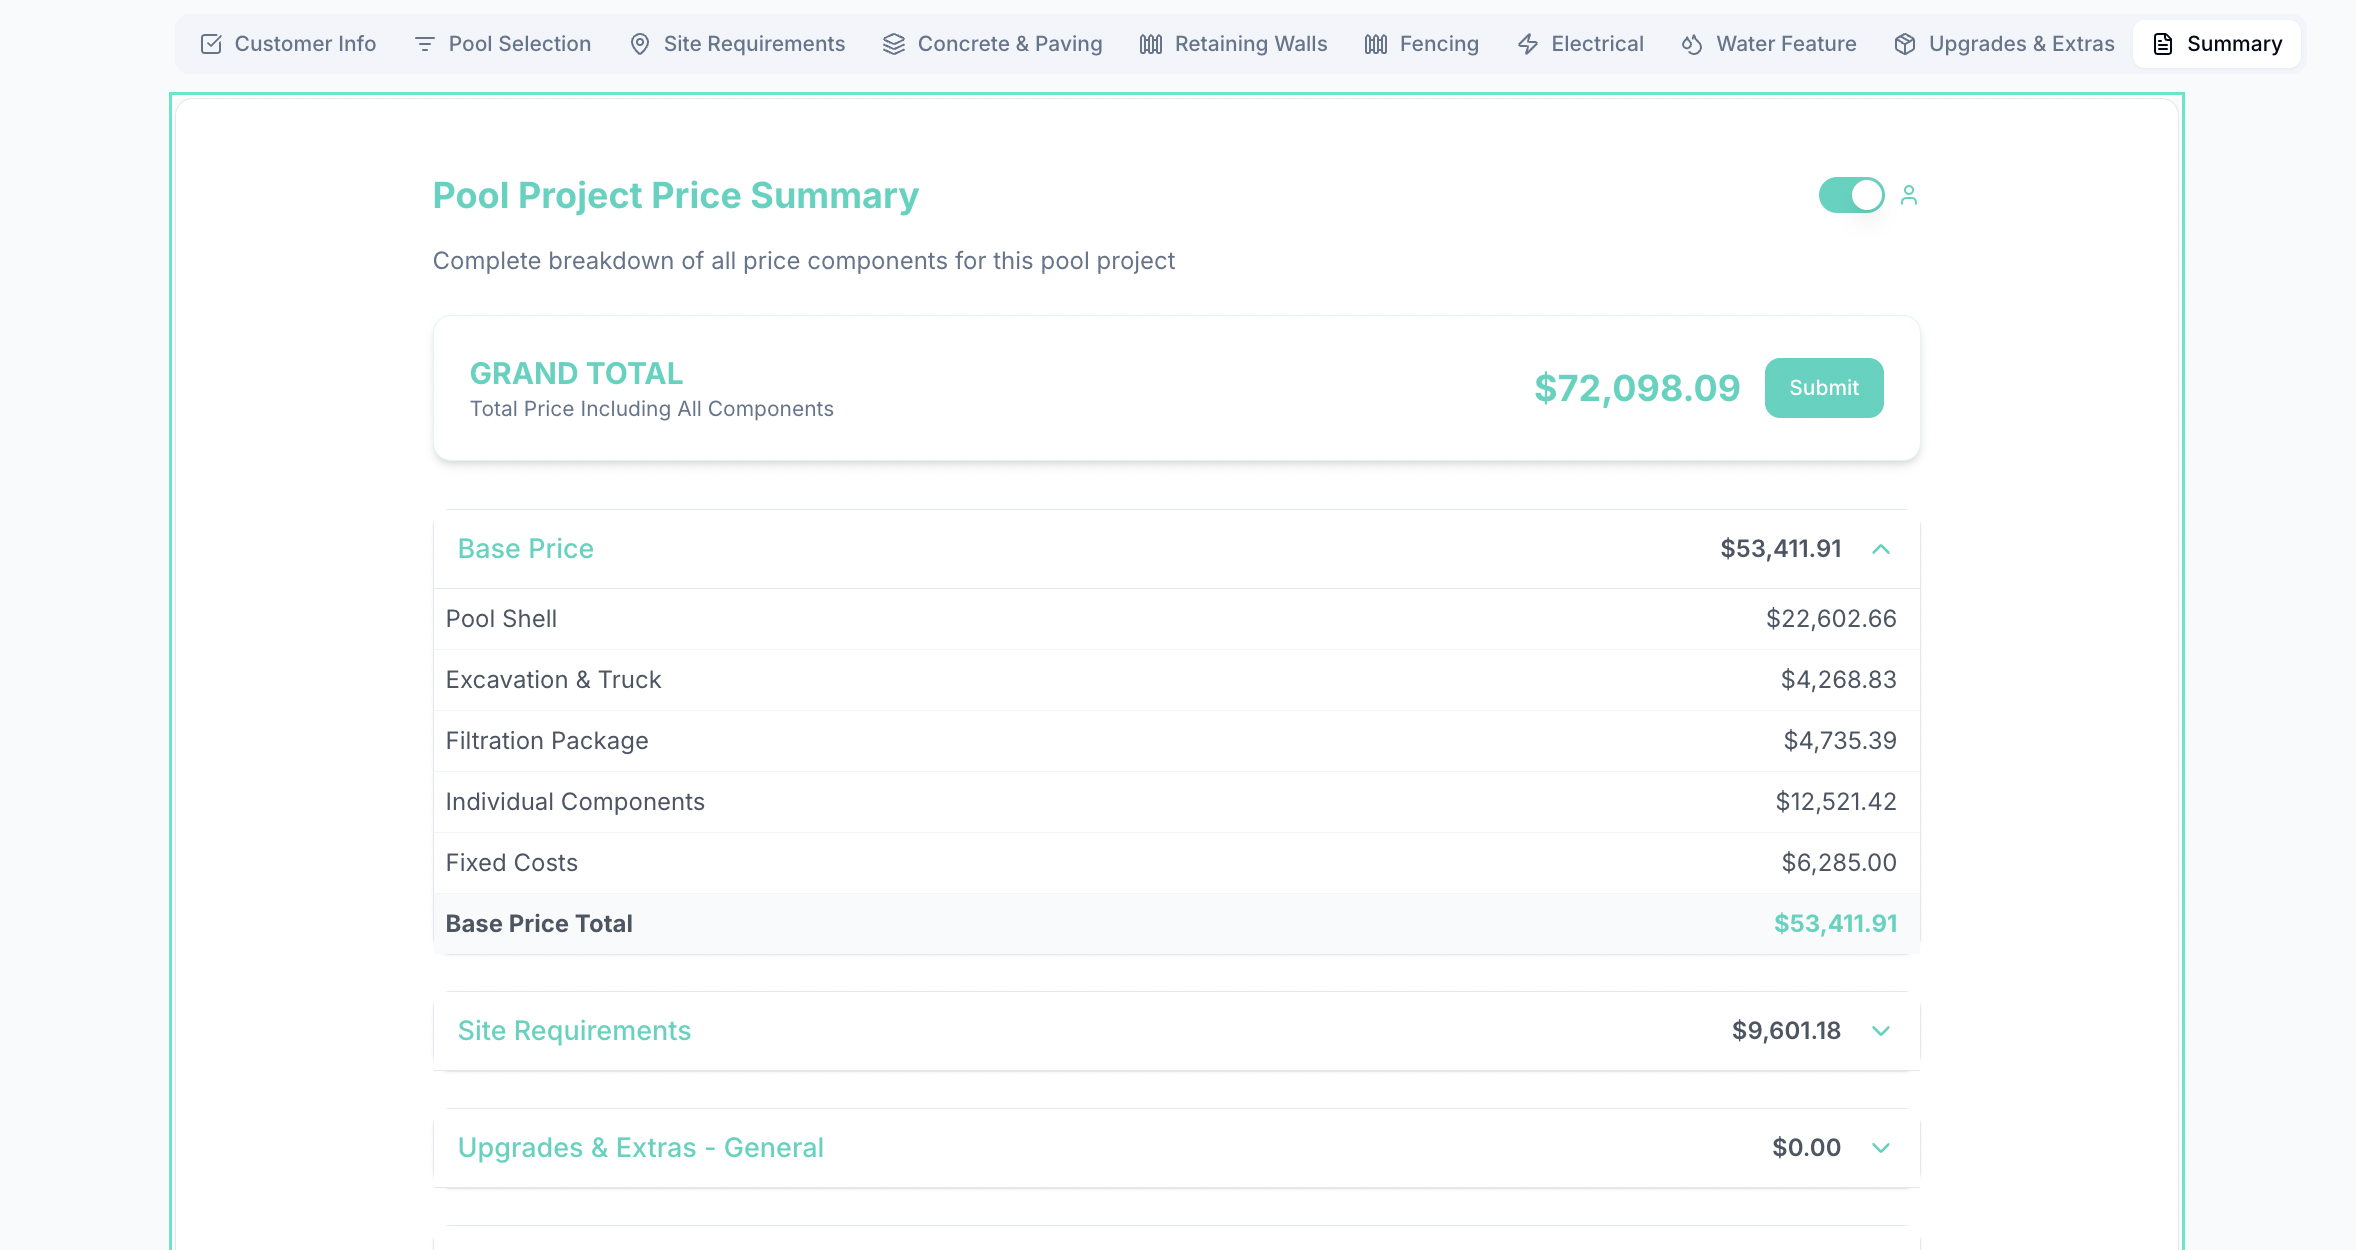 Customer Info Pool Selection Site Requirements Concrete & Paving Retaining Walls Fencing Electrical Water Feature Upgrades & Extras Summary
Pool Project Price Summary
Complete breakdown of all price components for this pool project
GRAND TOTAL
Total Price Including All Components
$72,098.09 Submit
Base Price $53,411.91
Pool Shell $22,602.66
Excavation & Truck $4,268.83
Filtration Package $4,735.39
Individual Components $12,521.42
Fixed Costs $6,285.00
Base Price Total $53,411.91
Site Requirements $9,601.18
Upgrades & Extras - General $0.00